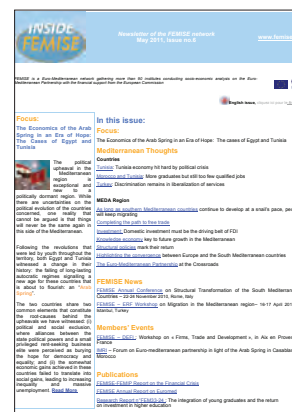 INSIDE
FEMISE
Newsletter of the FEMISE network
May 2011, Issue no.6
www.femise
FEMISE is a Euro-Mediterranean network gathering more than 90 institutes conducting socio-economic analysis on the Euro-
Mediterranean Partnership with the financial support from the European Commission
English issue,
Focus:
The Economics of the Arab
Spring in an Era of Hope:
The Cases of Egypt and
Tunisia
The political
upheaval in the
Mediterranean
region is
exceptional and
new to a
politically dormant region. While
there are uncertainties on the
political evolution of the countries
concerned, one reality that
cannot be argued is that things
will never be the same again in
this side of the Mediterranean.
Following the revolutions that
were led by youth throughout the
territory, both Egypt and Tunisia
witnessed a change in their
history: the falling of long-lasting
autocratic regimes signalling a
new age for these countries that
is about to flourish: an "Arab
Spring".
The two countries share two
common elements that constitute
the root-causes behind the
upheavals we have witnessed: (i)
political and social exclusion,
where alliances between the
state political powers and a small
privileged rent-seeking business
elite were perceived as burying
the hope for democracy and
equality; and (ii) the somewhat
economic gains achieved in these
countries failed to translate into
social gains, leading to increasing
inequality and massive
unemployment. Read More
In this issue:
Focus:
The Economics of the Arab Spring in an Era of Hope: The cases of Egypt and Tunisia
Mediterranean Thoughts
Countries
Tunisia: Tunisia economy hit hard by political crisis
Morocco and Tunisia: More graduates but still too few qualified jobs
Turkey: Discrimination remains in liberalization of services
MEDA Region
As long as southern Mediterranean countries continue to develop at a snail's pace, peo
will keep migrating
Completing the path to free trade
Investment: Domestic investment must be the driving belt of FDI
Knowledge economy key to future growth in the Mediterranean
Structural policies mark their return
Highlighting the convergence between Europe and the South Mediterranean countries
The Euro-Mediterranean Partnership at the Crossroads
FEMISE News
FEMISE Annual Conference on Structural Transformation of the South Mediterranean
Countries – 22-24 November 2010, Rome, Italy
FEMISE – ERF Workshop on Migration in the Mediterranean region– 16-17 April 201
Istanbul, Turkey
Members' Events
FEMISE – DEFI: Workshop on « Firms, Trade and Development », in Aix en Provenc
France
– Forum on Euro-mediterranean partnership in light of the Arab Spring in Casablan
Morocco
Publications
FEMISE-FEMIP Report on the Financial Crisis
FEMISE Annual Report on Euromed
Research Report n°FEM33-24 : The integration of young graduates and the return
on investment in higher education